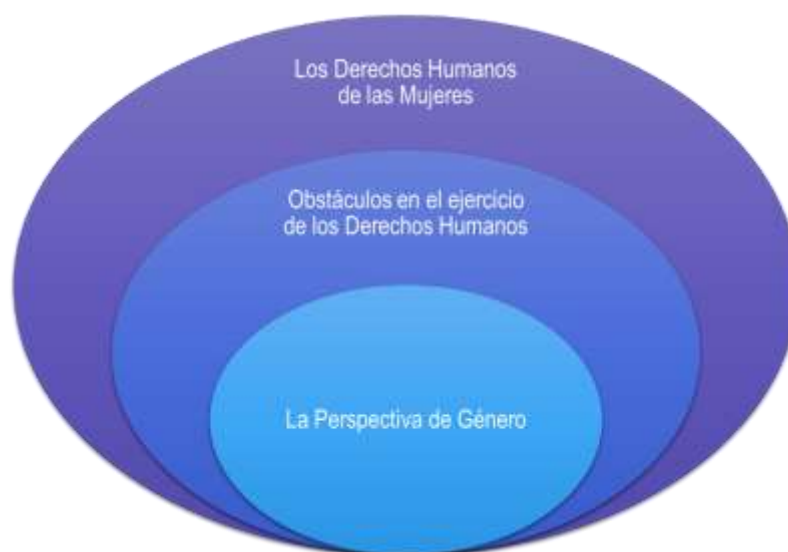 Los Derechos Humanos
de las Mujeres
Obstáculos en el ejercicio
de los Derechos Humanos
La Perspectiva de Género